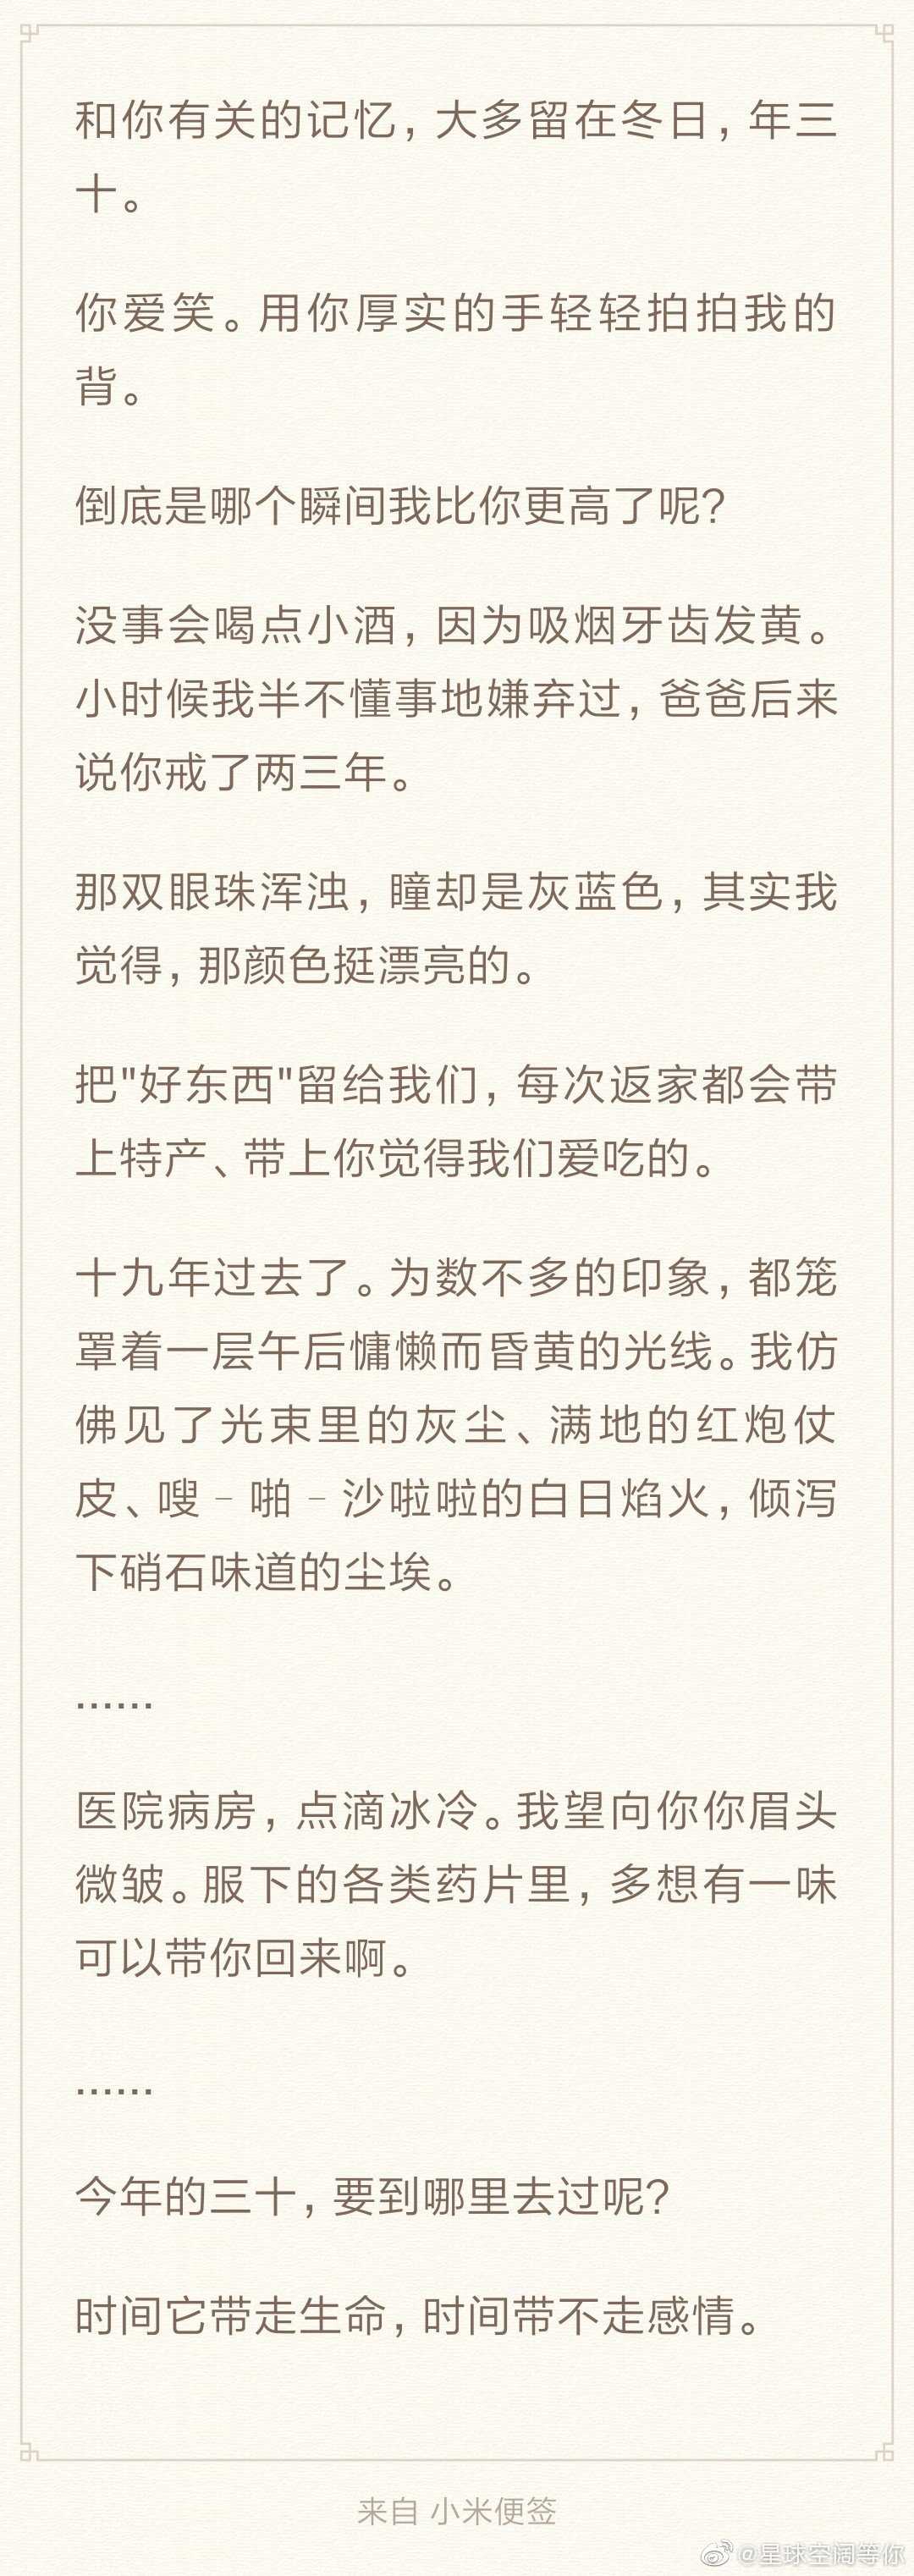 和你有关的记忆，大多留在冬日，年三
十。
你爱笑。用你厚实的手轻轻拍拍我的
背。
倒底是哪个瞬间我比你更高了呢?
没事会喝点小酒，因为吸烟牙齿发黄。
小时候我半不懂事地嫌弃过，爸爸后来
说你戒了两三年。
那双眼珠浑浊，瞳却是灰蓝色，其实我
觉得，那颜色挺漂亮的。
把"好东西"留给我们，每次返家都会带
上特产、带上你觉得我们爱吃的。
十九年过去了。为数不多的印象，都笼
罩着一层午后慵懒而昏黄的光线。我仿
佛见了光束里的灰尘、满地的红炮仗
皮、嗖－啪－沙啦啦的白日焰火，倾泻
下硝石味道的尘埃。
......
医院病房，点滴冰冷。我望向你你眉头
微皱。服下的各类药片里，多想有一味
可以带你回来啊。
......
今年的三十，要到哪里去过呢?
时间它带走生命，时间带不走感情。
来自 小米便签
@星球空阔等你